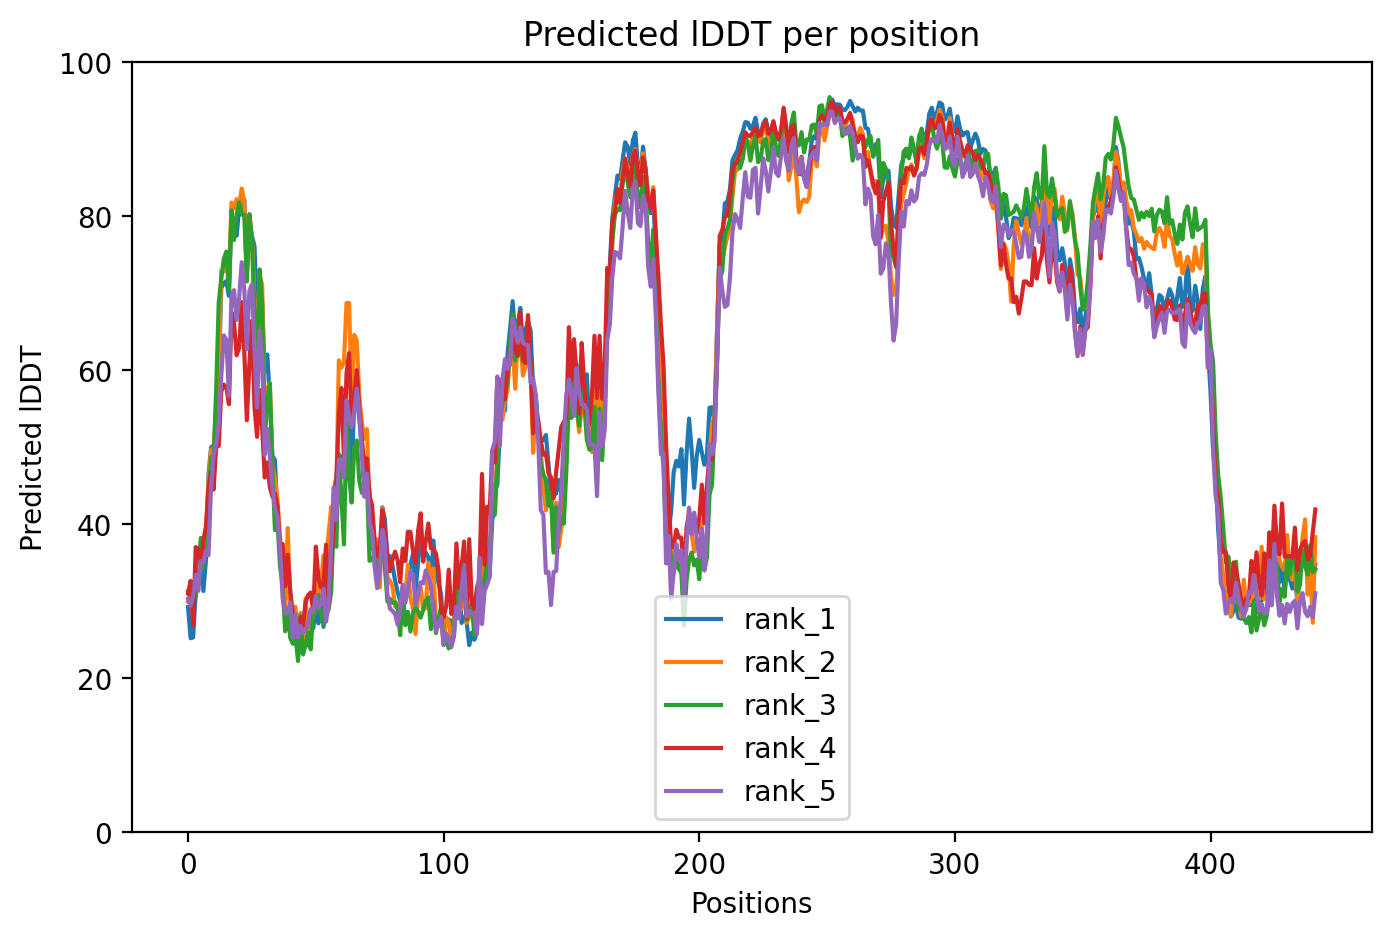 Predicted lDDT per position
100
80
60
40
20
0
Predicted lDDT
0
100
200
300
400
Positions
rank_1
rank_2
rank_3
rank_4
rank_5